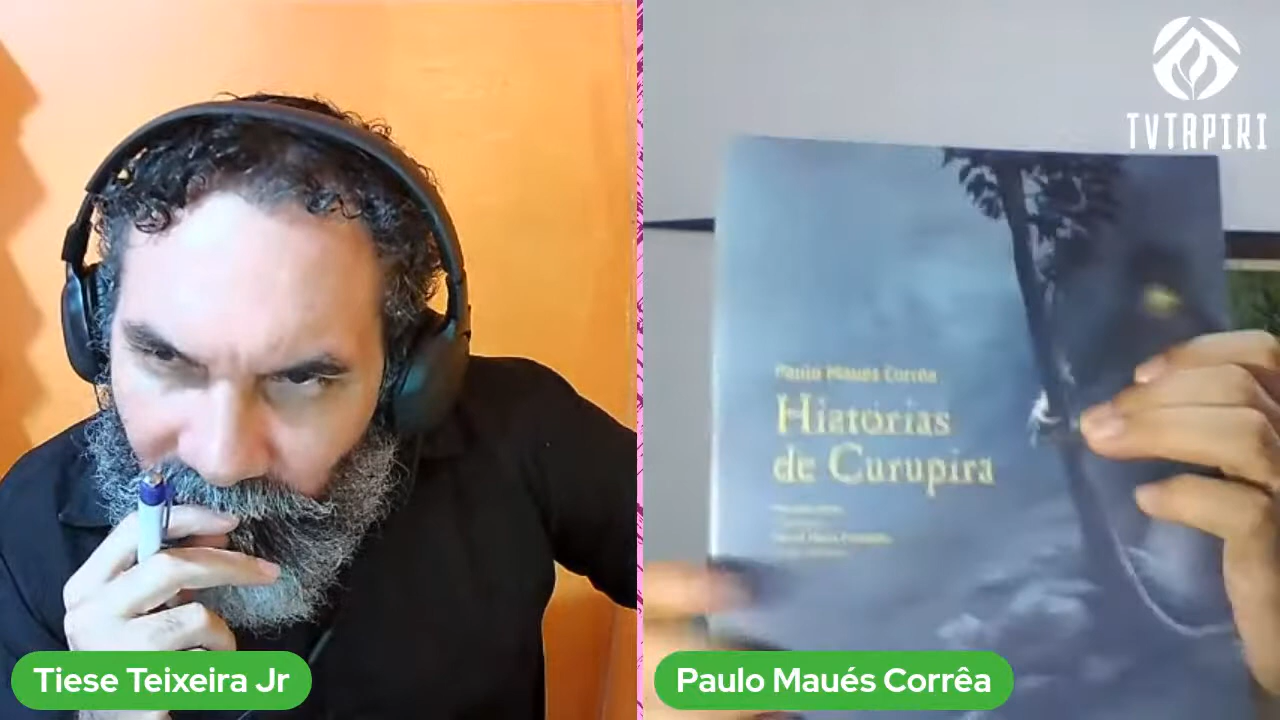 TVTAPIRI
Paulo Maués Corrêa
Histórias
de Curupira
Tiese Teixeira Jr
Paulo Maués Corrêa